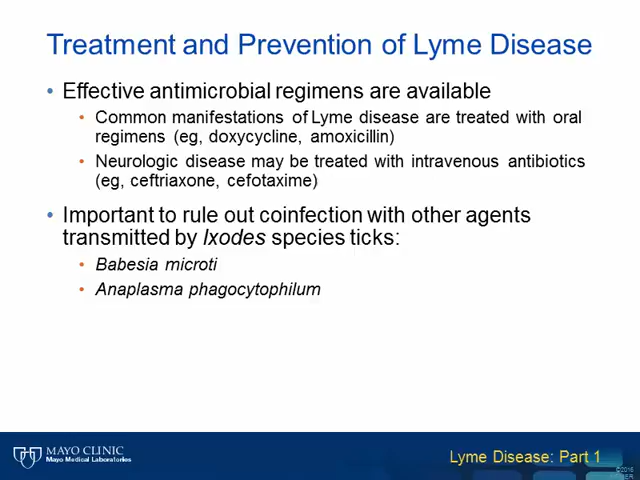 Treatment and Prevention of Lyme Disease
• Effective antimicrobial regimens are available
• Common manifestations of Lyme disease are treated with oral
regimens (eg, doxycycline, amoxicillin)
• Neurologic disease may be treated with intravenous antibiotics
(eg, ceftriaxone, cefotaxime)
• Important to rule out coinfection with other agents
transmitted by Ixodes species ticks:
• Babesia microti
• Anaplasma phagocytophilum
MAYO CLINIC
Mayo Medical Laboratories
Lyme Disease: Part 1
©2016